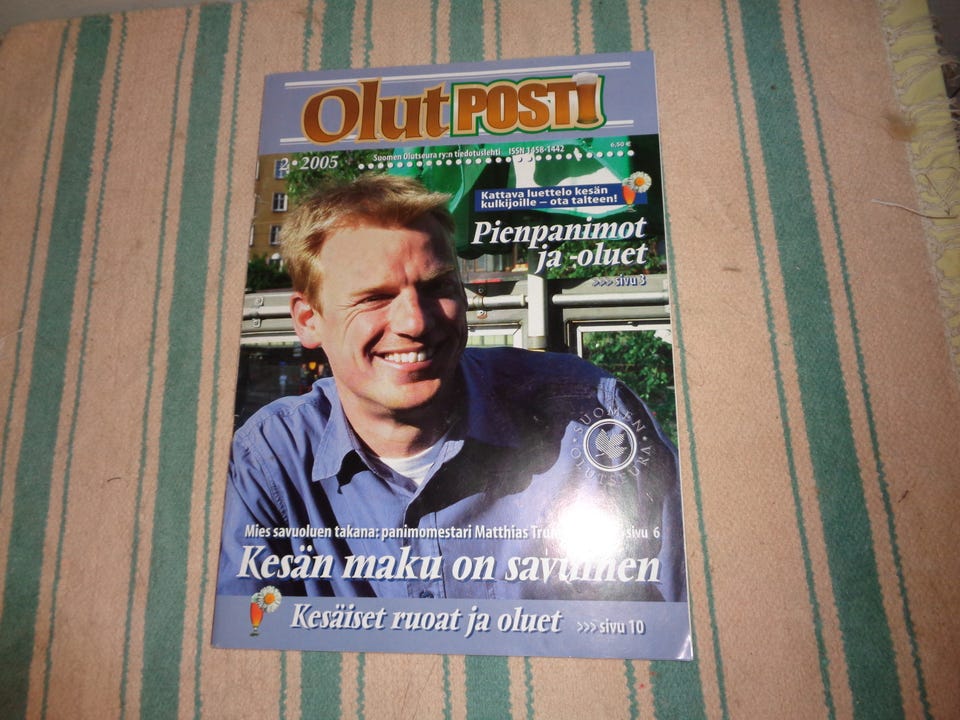 Olut POSTI
2•2005
Suomen Olutseura ry:n tiedotuslehti ISSN 1458-1442
6,50 €
Kattava luettelo kesän
kulkijoille – ota talteen!
Pienpanimot
ja -oluet
>>> sivu 3
• SUOMEN •
OLUTSEURA
Mies savuoluen takana: panimomestari Matthias sivu 6
Kesän maku on savuinen
Kesäiset ruoat ja oluet >>> sivu 10